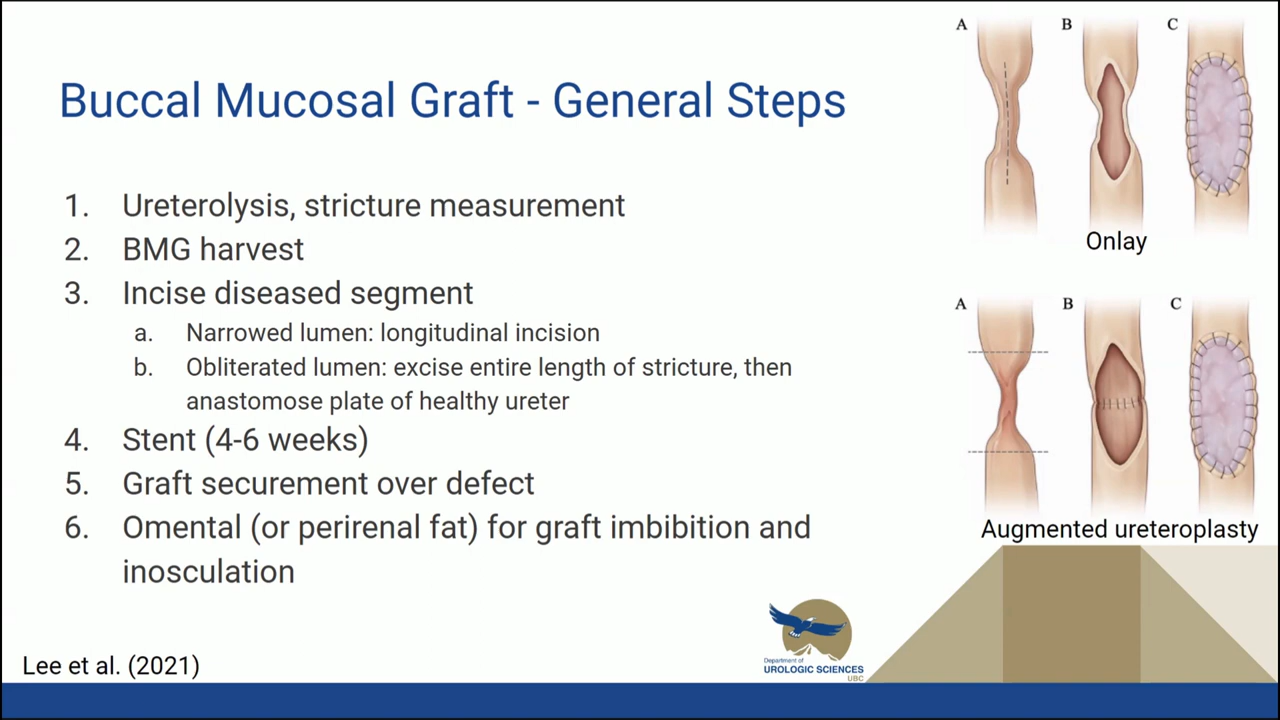 Buccal Mucosal Graft - General Steps
1. Ureterolysis, stricture measurement
2. BMG harvest
3. Incise diseased segment
a. Narrowed lumen: longitudinal incision
b. Obliterated lumen: excise entire length of stricture, then
anastomose plate of healthy ureter
4. Stent (4-6 weeks)
5. Graft securement over defect
6. Omental (or perirenal fat) for graft imbibition and
inosculation
A B C
Onlay
A B C
Augmented ureteroplasty
Lee et al. (2021)
Department of
UROLOGIC SCIENCES
UBC